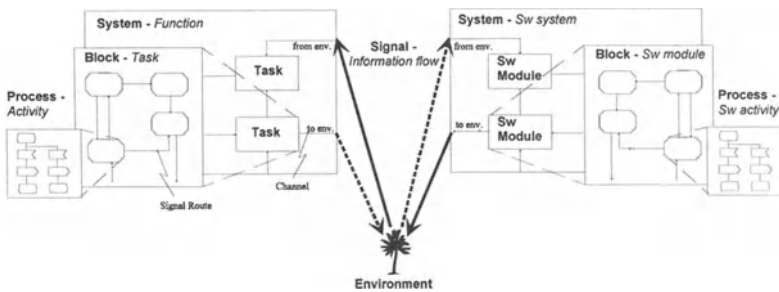 System - Function
Block - Task
Process -
Activity
Task
Task
from env.
to env.
Signal Route
Channel
Signal -
Information flow
Environment
System - Sw system
from env.
to env.
Sw
Module
Sw
Module
Block - Sw module
Process -
Sw activity